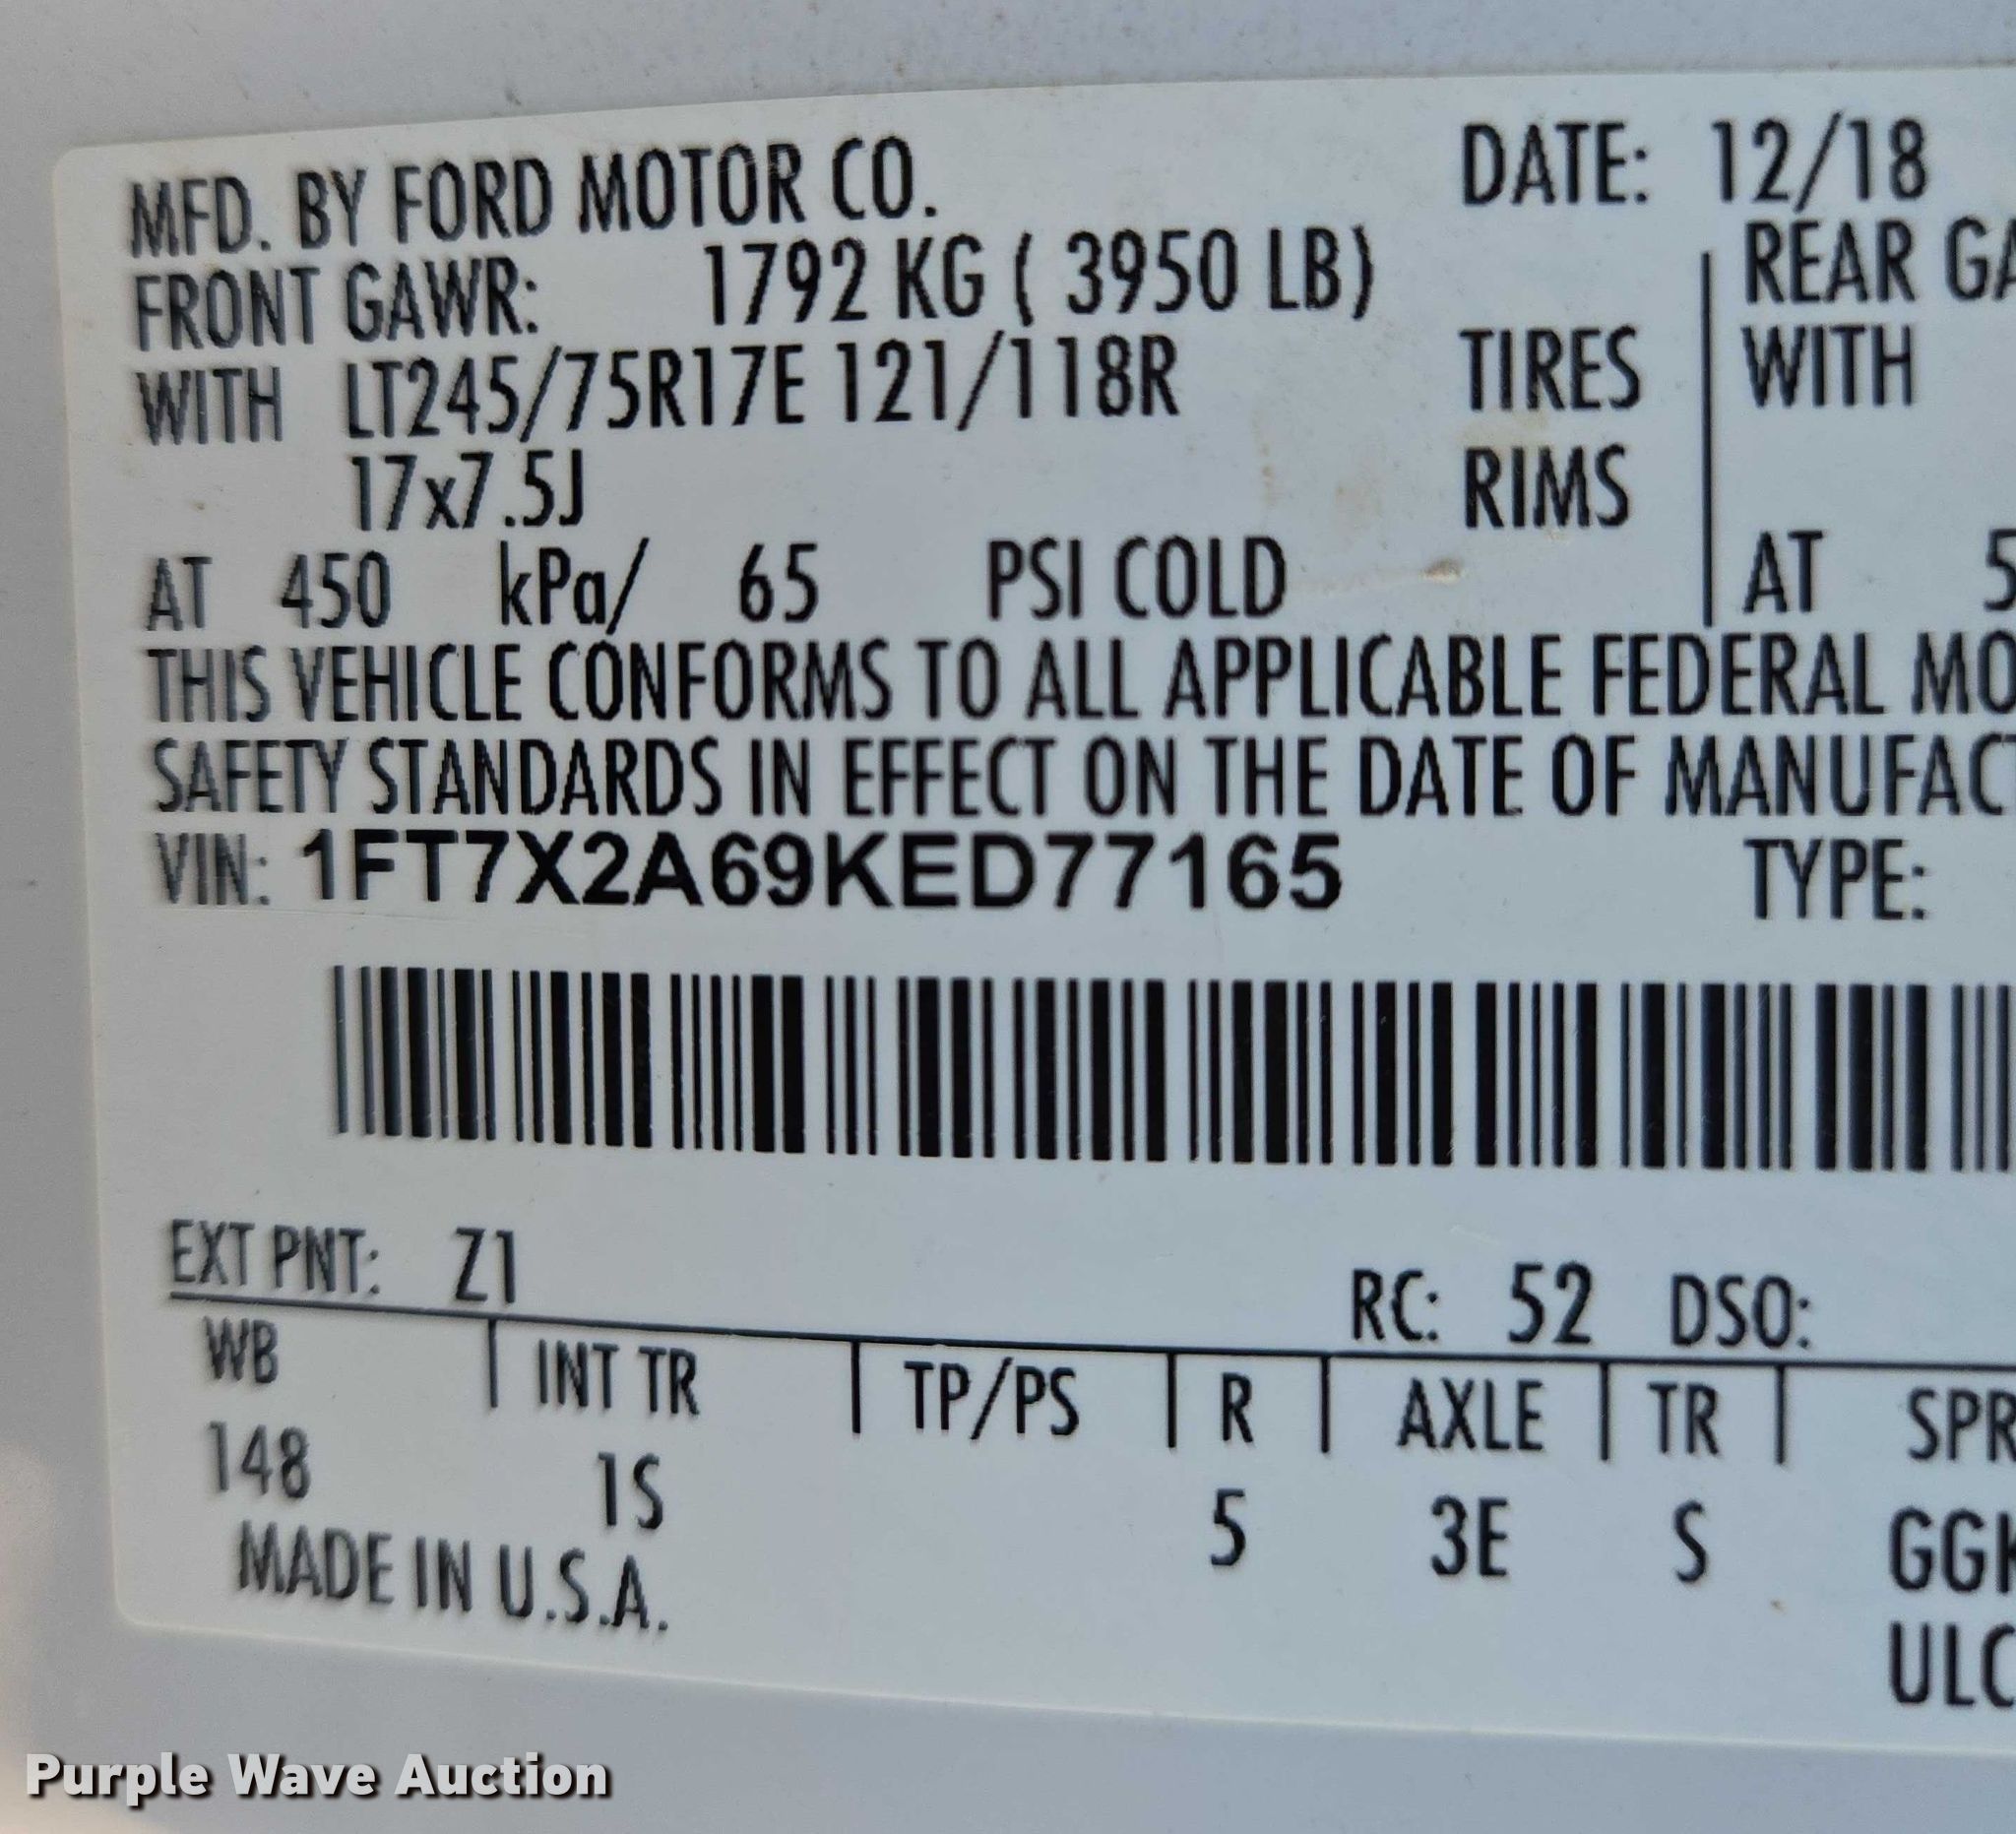 MFD. BY FORD MOTOR CO. DATE: 12/18
FRONT GAWR: 1792 KG ( 3950 LB) REAR
WITH LT245/75R17E 121/118R TIRES WITH
17x7.5J RIMS
AT 450 kPa/ 65 PSI COLD AT
THIS VEHICLE CONFORMS TO ALL APPLICABLE FEDERAL
SAFETY STANDARDS IN EFFECT ON THE DATE OF
VIN: 1FT7X2A69KED77165 TYPE:
EXT PNT: Z1 RC: 52 DSO:
WB INT TR TP/PS R AXLE TR
148 1S 5 3E S
MADE IN U.S.A.
Purple Wave Auction